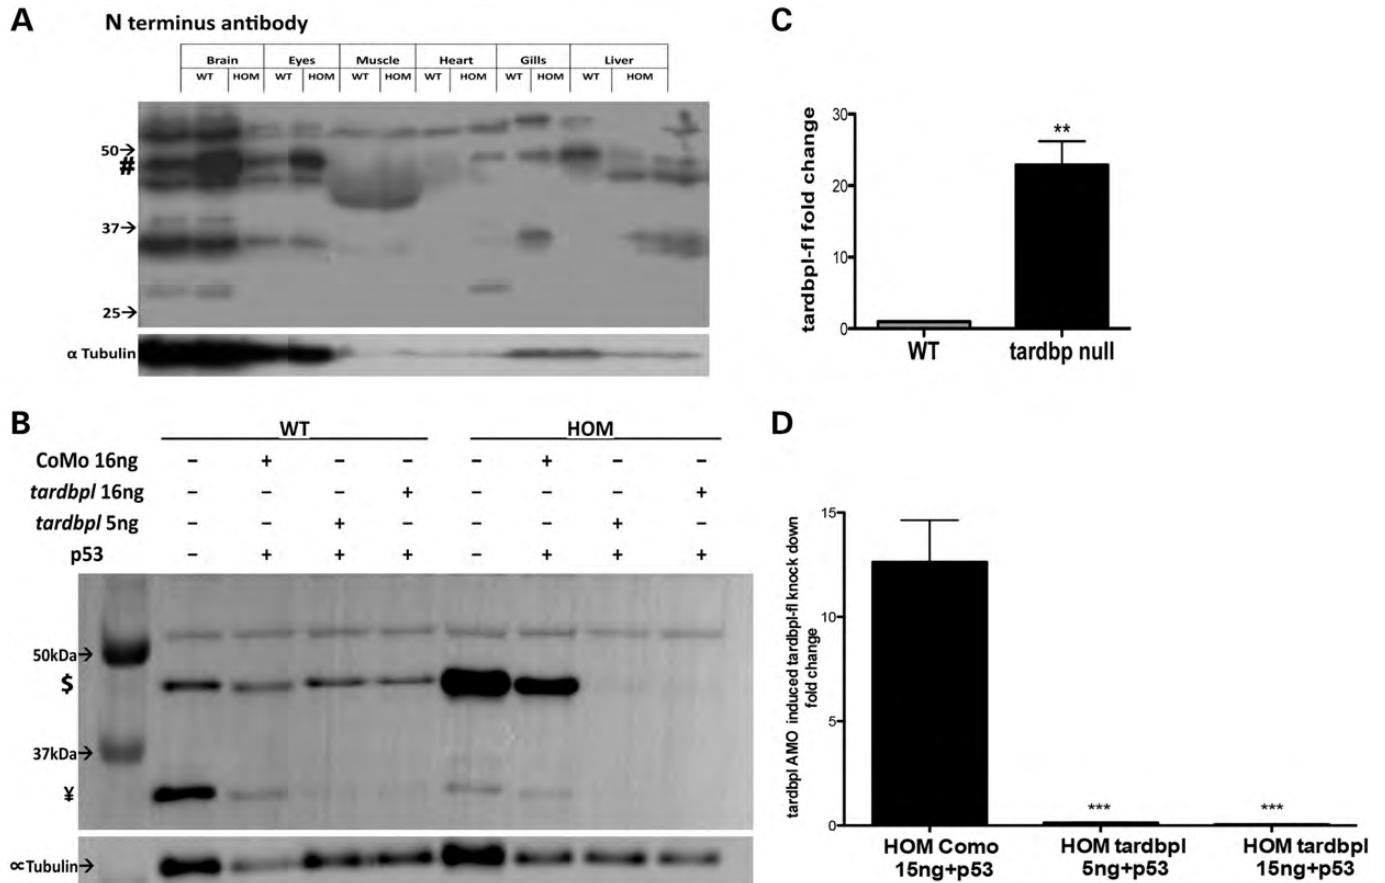 A
N terminus antibody
Brain Eyes Muscle Heart Gills Liver
WT HOM WT HOM WT HOM WT HOM WT HOM WT HOM
50→
#
37→
25→
α Tubulin
B
WT HOM
CoMo 16ng – + – – – + – –
tardbpl 16ng – – – + – – – +
tardbpl 5ng – – + – – – + –
p53 – + + + – + + +
50kDa→
$
37kDa→
¥
∝Tubulin→
C
tardbpl-fl fold change
30
20
10
0
**
WT tardbp null
D
tardbpl AMO induced tardbpl-fl knock down
fold change
15
10
5
0
*** ***
HOM Como HOM tardbpl HOM tardbpl
15ng+p53 5ng+p53 15ng+p53